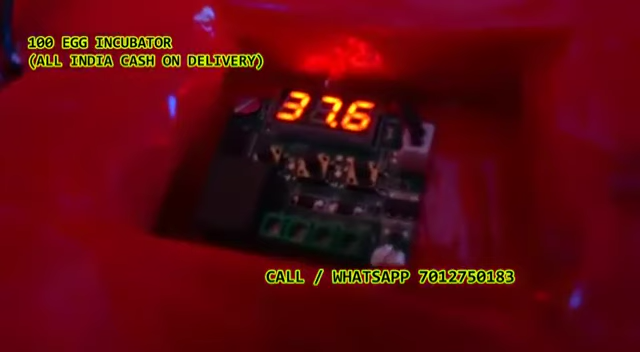 100 EGG INCUBATOR
(ALL INDIA CASH ON DELIVERY)
37.6
CALL / WHATSAPP 7012750183